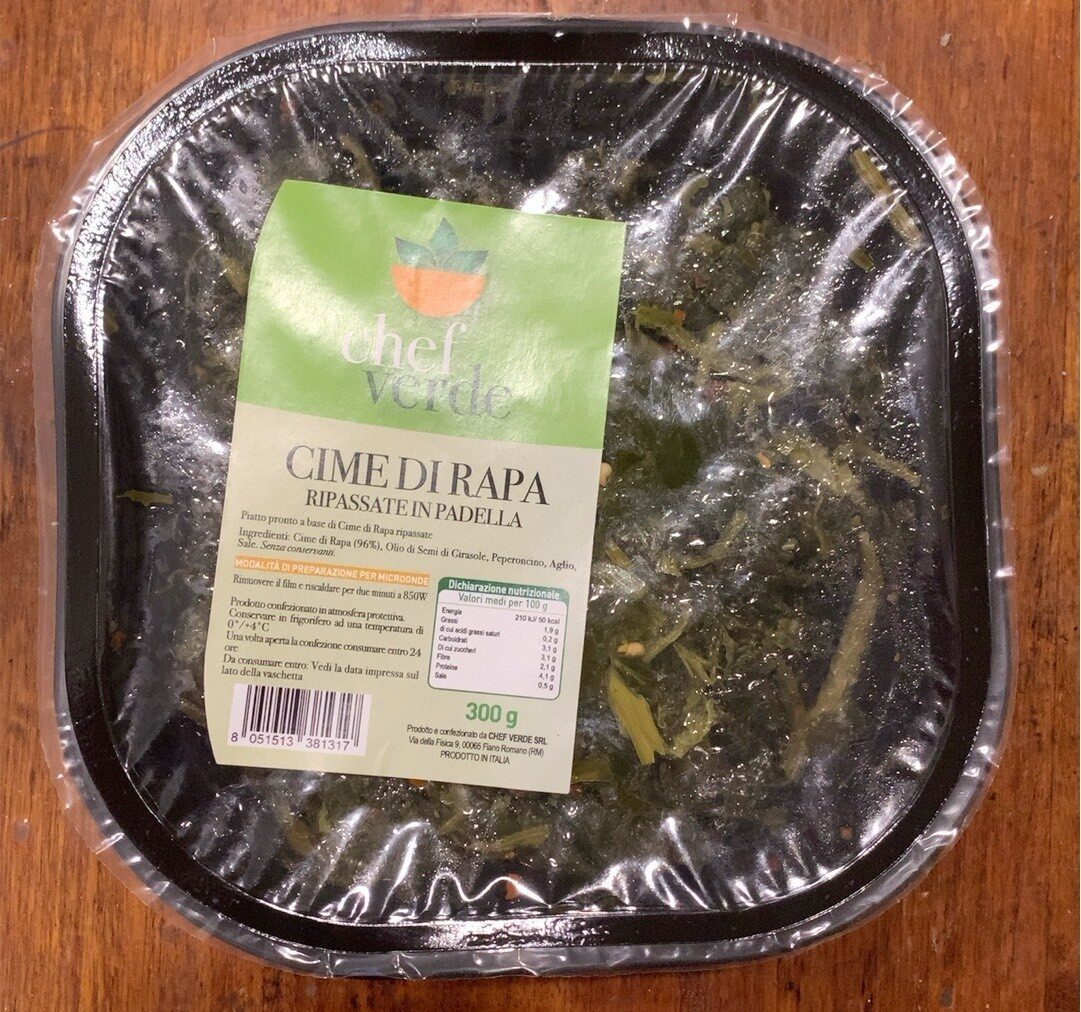 chef
verde
CIME DI RAPA
RIPASSATE IN PADELLA
Piatto pronto a base di Cime di Rapa ripassate
Ingredienti: Cime di Rapa (96%), Olio di Semi di Girasole, Peperoncino, Aglio,
Sale. Senza conservanti.
MODALITÀ DI PREPARAZIONE PER MICROONDE
Rimuovere il film e riscaldare per due minuti a 850W
Prodotto confezionato in atmosfera protettiva.
Conservare in frigorifero ad una temperatura di
0°/+4°C
Una volta aperta la confezione consumare entro 24
ore
Da consumare entro: Vedi la data impressa sul
lato della vaschetta
Dichiarazione nutrizionale
Valori medi per 100 g
Energia 210 kJ/ 50 kcal
Grassi 1,9 g
di cui acidi grassi saturi 0,2 g
Carboidrati 3,1 g
Di cui zuccheri 3,1 g
Fibre 2,1 g
Proteine 4,1 g
Sale 0,5 g
300 g
8 051513 381317
Prodotto e confezionato da CHEF VERDE SRL
Via della Fisica 9, 00065 Fiano Romano (RM)
PRODOTTO IN ITALIA